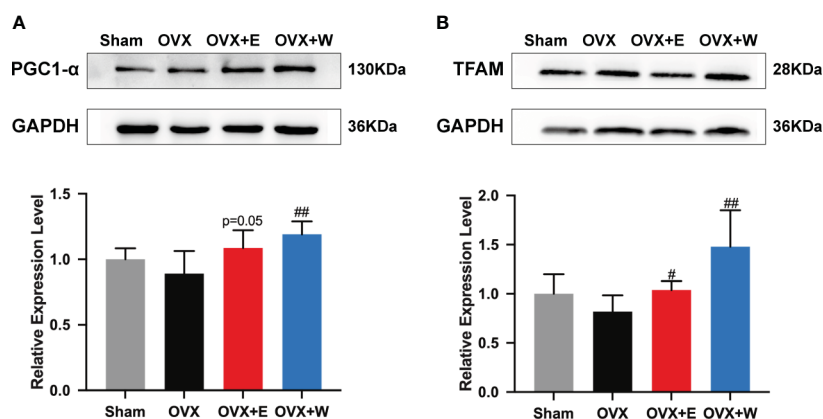 A
Sham OVX OVX+E OVX+W
PGC1-α 130KDa
GAPDH 36KDa
Relative Expression Level
1.5
1.0
0.5
0.0
p=0.05
##
Sham OVX OVX+E OVX+W
B
Sham OVX OVX+E OVX+W
TFAM 28KDa
GAPDH 36KDa
Relative Expression Level
2.0
1.5
1.0
0.5
0.0
#
##
Sham OVX OVX+E OVX+W